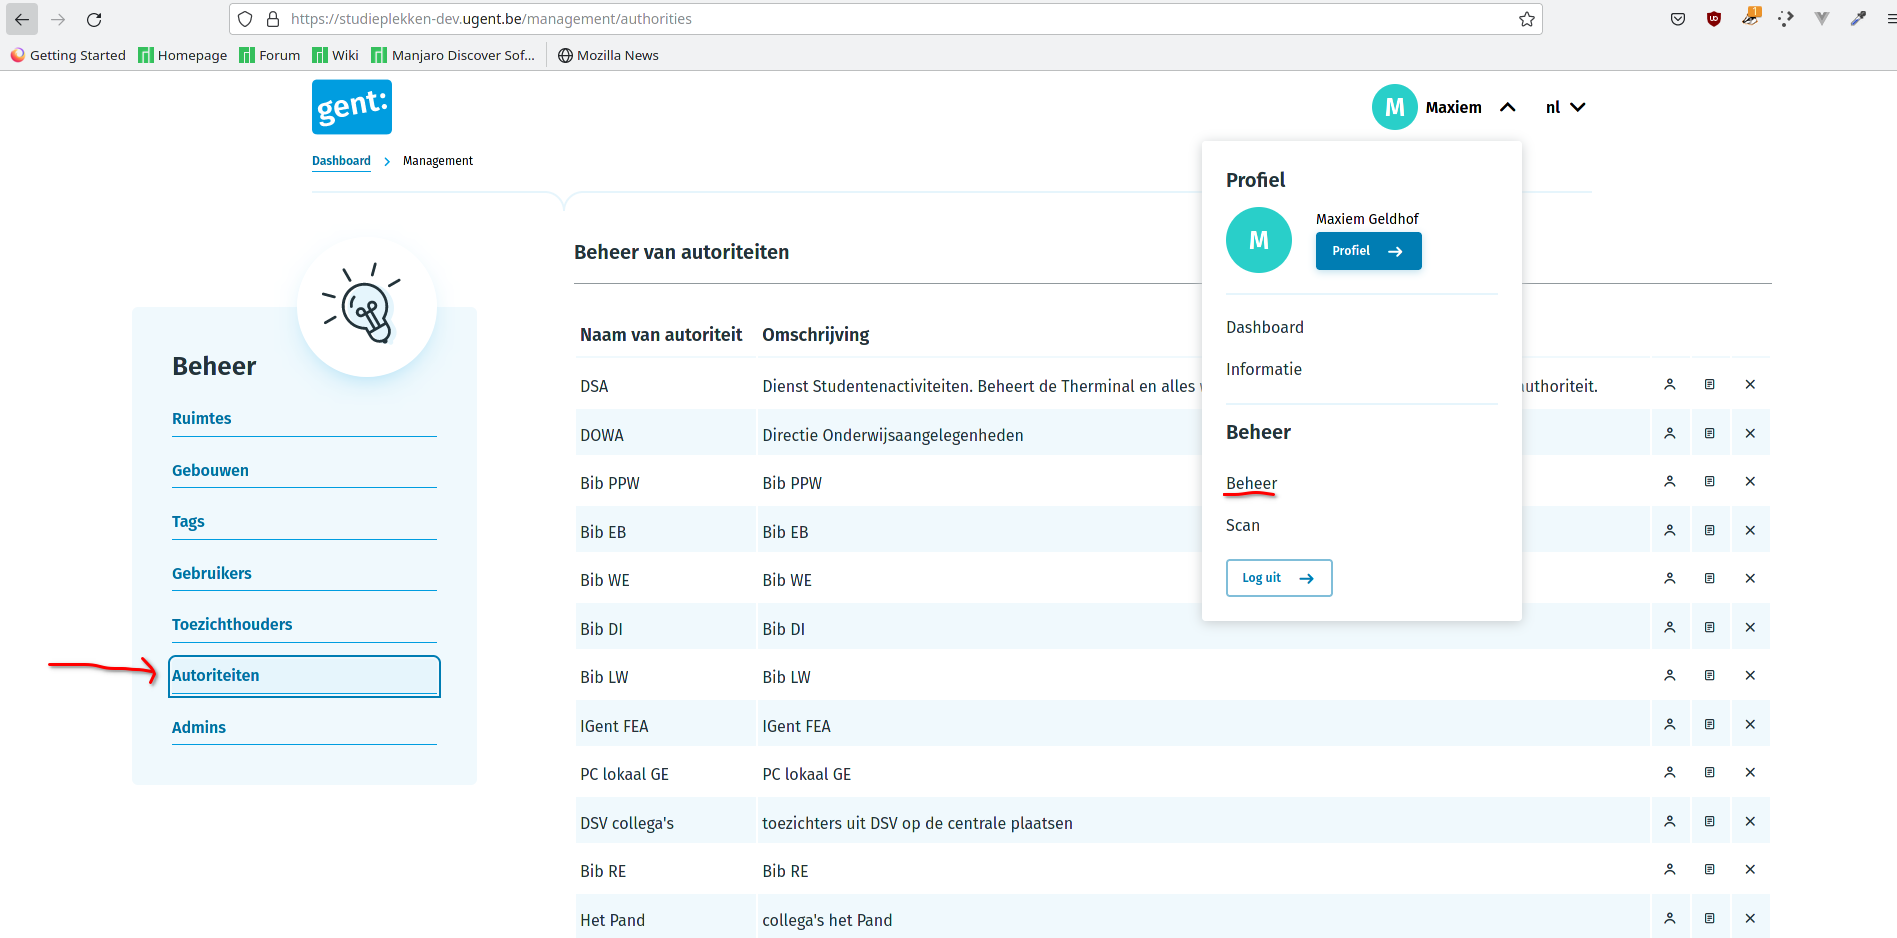 https://studieplekken-dev.ugent.be/management/authorities
1
Getting Started Homepage Forum Wiki Manjaro Discover Sof... Mozilla News
gent:
M Maxiem nl
Dashboard Management
Profiel
M
Maxiem Geldhof
Profiel
Dashboard
Informatie
Beheer
Beheer
Scan
Log uit
Beheer
Ruimtes
Gebouwen
Tags
Gebruikers
Toezichthouders
Autoriteiten
Admins
Beheer van autoriteiten
Naam van autoriteit Omschrijving
DSA Dienst Studentenactiviteiten. Beheert de Therminal en alles uthoriteit.
DOWA Directie Onderwijsaangelegenheden
Bib PPW Bib PPW
Bib EB Bib EB
Bib WE Bib WE
Bib DI Bib DI
Bib LW Bib LW
IGent FEA IGent FEA
PC lokaal GE PC lokaal GE
DSV collega's toezichters uit DSV op de centrale plaatsen
Bib RE Bib RE
Het Pand collega's het Pand